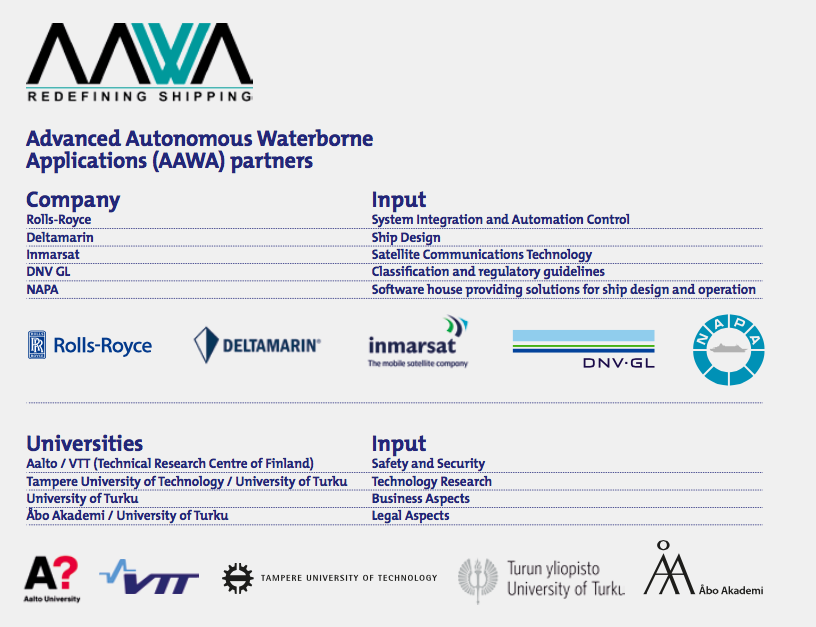 AAWA
REDEFINING SHIPPING
Advanced Autonomous Waterborne
Applications (AAWA) partners
Company Input
Rolls-Royce System Integration and Automation Control
Deltamarin Ship Design
Inmarsat Satellite Communications Technology
DNV GL Classification and regulatory guidelines
NAPA Software house providing solutions for ship design and operation
RR Rolls-Royce DELTAMARIN® inmarsat DNV·GL NAPA
The mobile satellite company
Universities Input
Aalto / VTT (Technical Research Centre of Finland) Safety and Security
Tampere University of Technology / University of Turku Technology Research
University of Turku Business Aspects
Åbo Akademi / University of Turku Legal Aspects
A? VTT TAMPERE UNIVERSITY OF TECHNOLOGY Turun yliopisto
Aalto University University of Turku Åbo Akademi